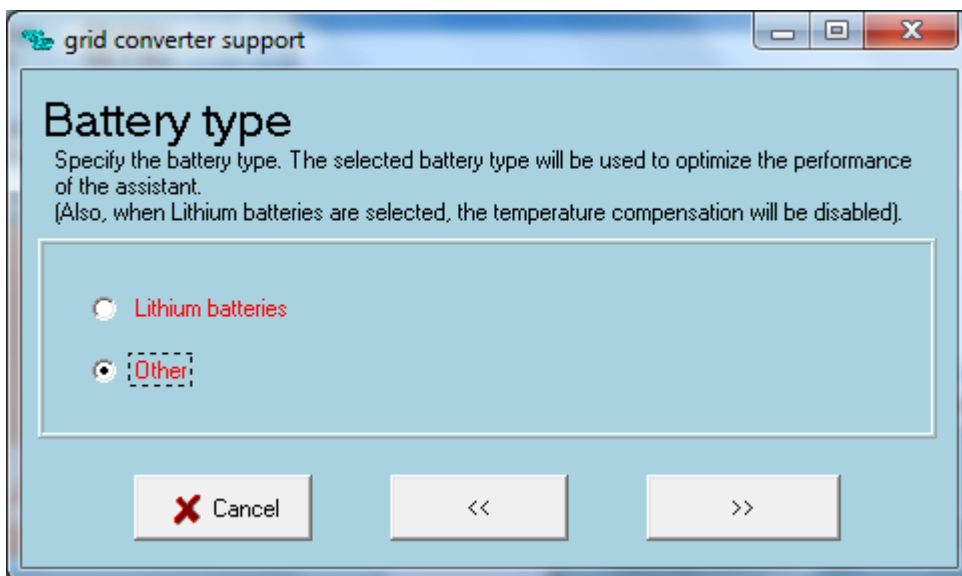 grid converter support
Battery type
Specify the battery type. The selected battery type will be used to optimize the performance
of the assistant.
(Also, when Lithium batteries are selected, the temperature compensation will be disabled).
Lithium batteries
Other
Cancel
<<
>>